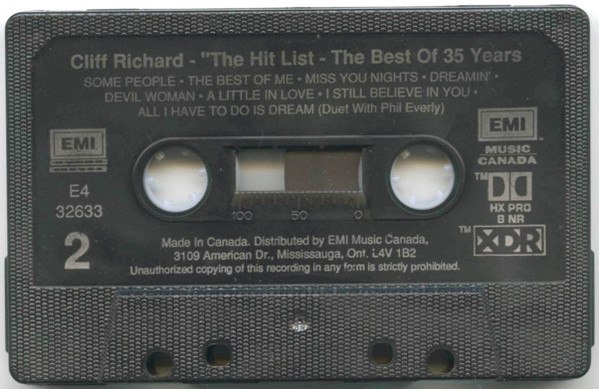 Cliff Richard - "The Hit List - The Best Of 35 Years
SOME PEOPLE • THE BEST OF ME • MISS YOU NIGHTS • DREAMIN' •
DEVIL WOMAN • A LITTLE IN LOVE • I STILL BELIEVE IN YOU •
ALL I HAVE TO DO IS DREAM (Duet With Phil Everly)
EMI
E4
32633
2
100 50 0
EMI
MUSIC
CANADA
TM
HX PRO
B NR
TM XDR
Made In Canada. Distributed by EMI Music Canada,
3109 American Dr., Mississauga, Ont. L4V 1B2
Unauthorized copying of this recording in any form is strictly prohibited.